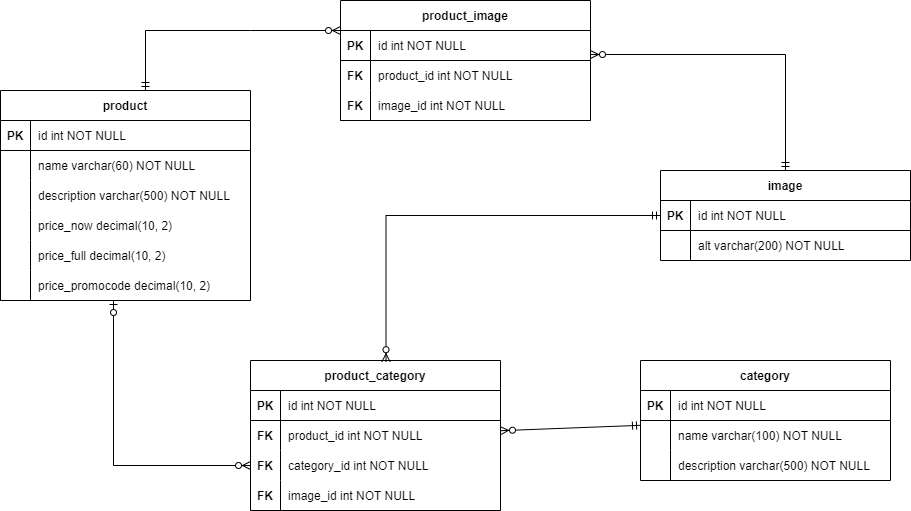 product_image
PK id int NOT NULL
FK product_id int NOT NULL
FK image_id int NOT NULL
product
PK id int NOT NULL
name varchar(60) NOT NULL
description varchar(500) NOT NULL
price_now decimal(10, 2)
price_full decimal(10, 2)
price_promocode decimal(10, 2)
image
PK id int NOT NULL
alt varchar(200) NOT NULL
product_category
PK id int NOT NULL
FK product_id int NOT NULL
FK category_id int NOT NULL
FK image_id int NOT NULL
category
PK id int NOT NULL
name varchar(100) NOT NULL
description varchar(500) NOT NULL